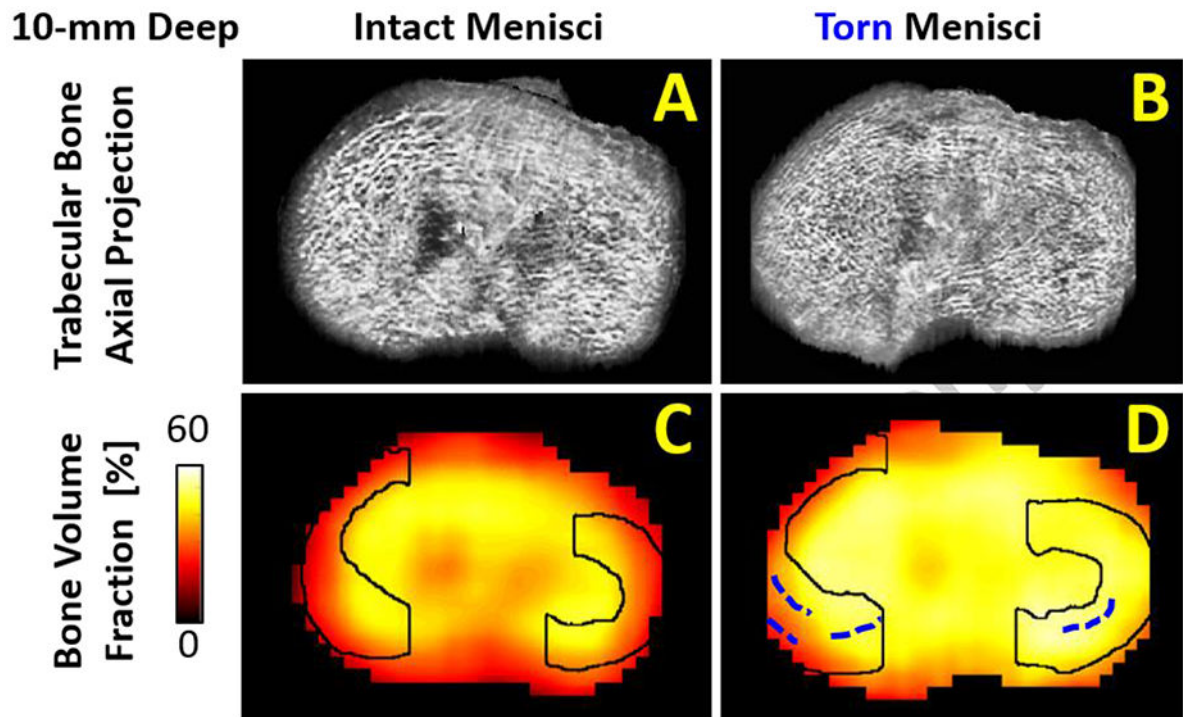 10-mm Deep
Intact Menisci
Torn Menisci
Trabecular Bone
Axial Projection
A
B
Bone Volume
Fraction [%]
60
0
C
D